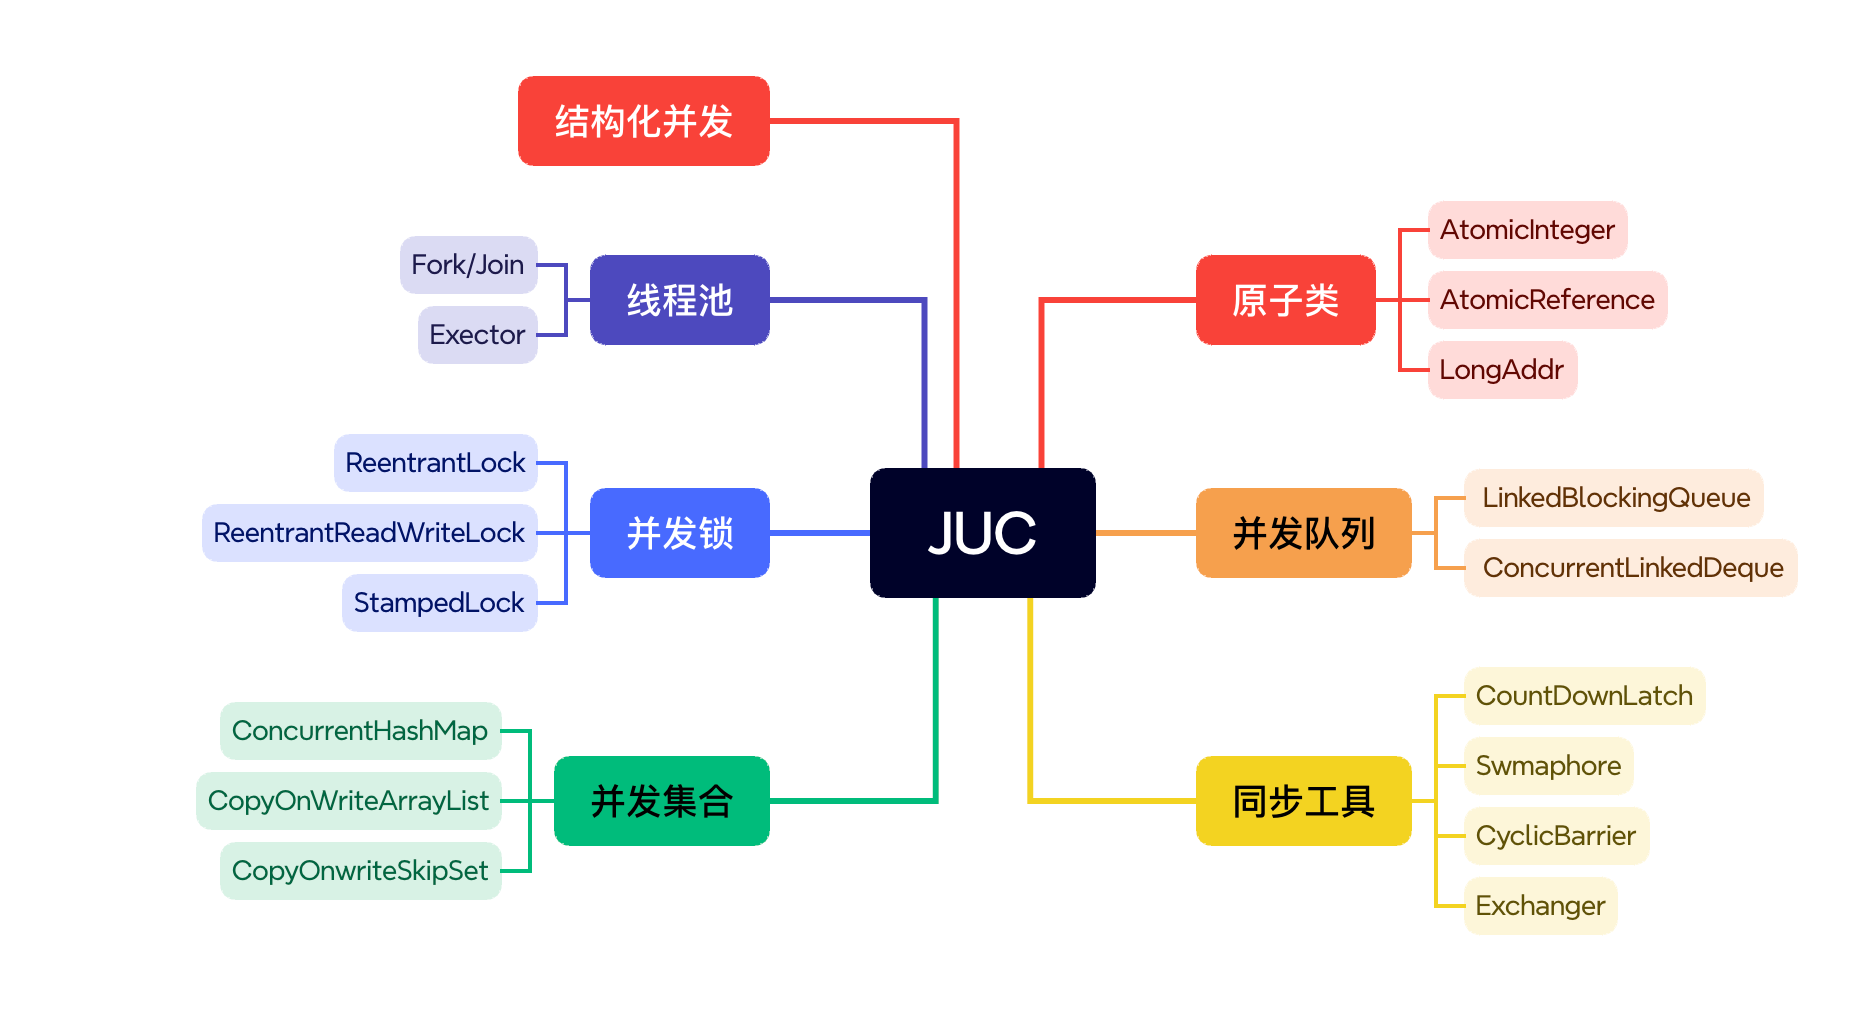 结构化并发
线程池
Fork/Join
Exector
并发锁
ReentrantLock
ReentrantReadWriteLock
StampedLock
并发集合
ConcurrentHashMap
CopyOnWriteArrayList
CopyOnwriteSkipSet
JUC
原子类
AtomicInteger
AtomicReference
LongAddr
并发队列
LinkedBlockingQueue
ConcurrentLinkedDeque
同步工具
CountDownLatch
Swmaphore
CyclicBarrier
Exchanger